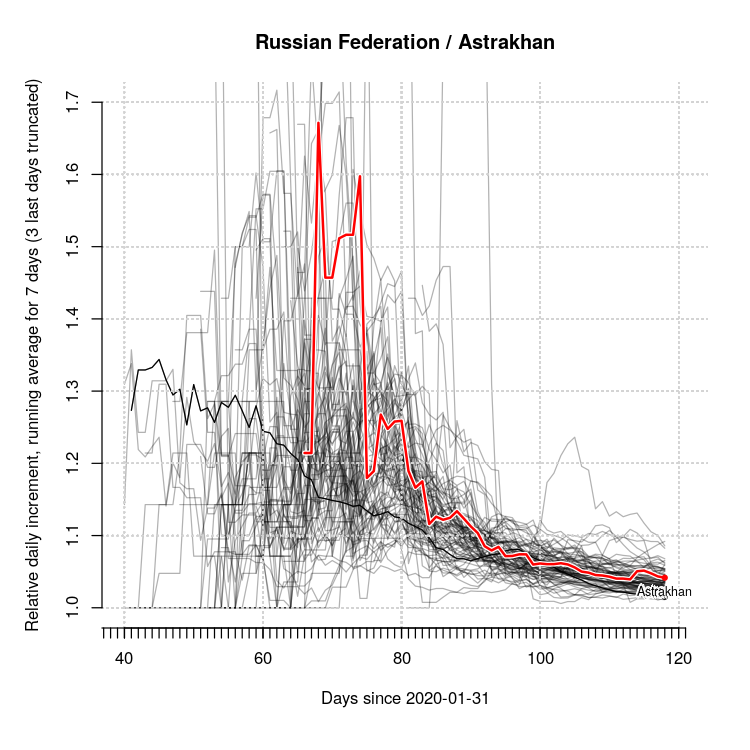 Russian Federation / Astrakhan
Relative daily increment, running average for 7 days (3 last days truncated)
1.7
1.6
1.5
1.4
1.3
1.2
1.1
1.0
Astrakhan
40 60 80 100 120
Days since 2020-01-31